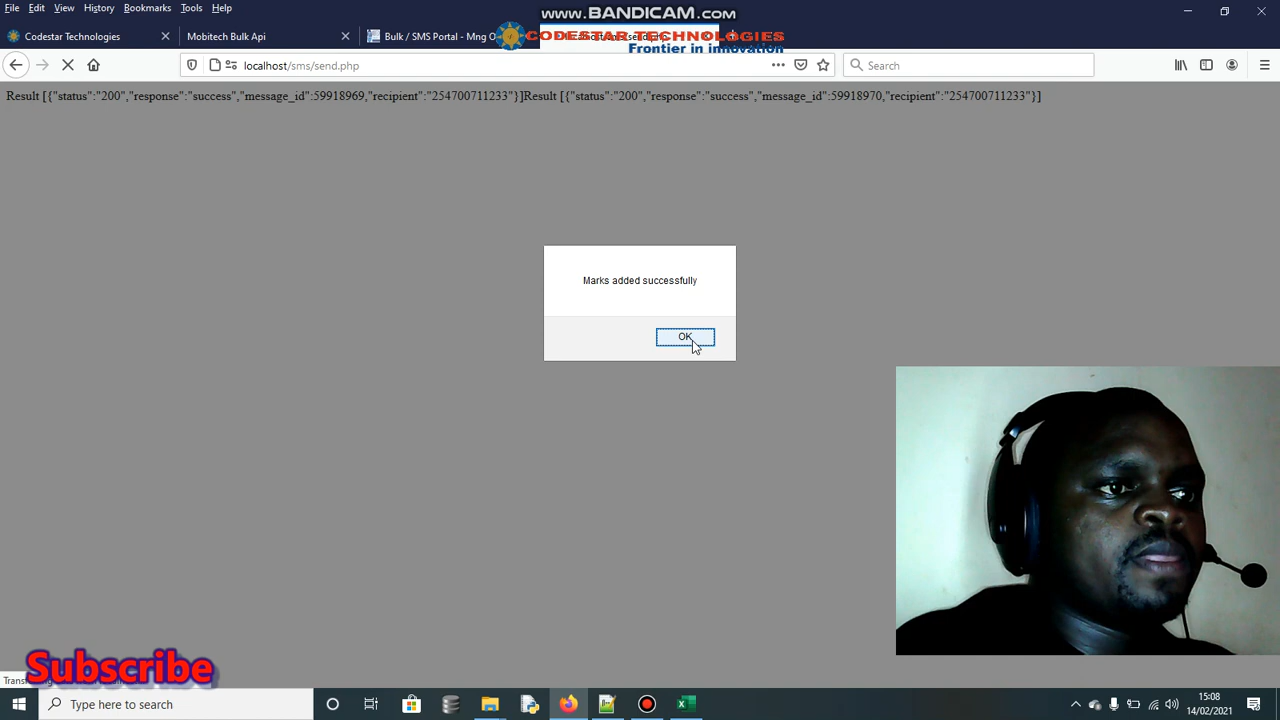 www.BANDICAM.com
File Edit View History Bookmarks Tools Help
Codestar Technologies
Mobitech Bulk Api
Bulk / SMS Portal - Mng O
CODESTAR TECHNOLOGIES
Frontier in innovation
localhost/sms/send.php
Search
Result [{"status":"200","response":"success","message_id":59918969,"recipient":"254700711233"}]Result [{"status":"200","response":"success","message_id":59918970,"recipient":"254700711233"}]
Marks added successfully
OK
Subscribe
Type here to search
15:08
14/02/2021